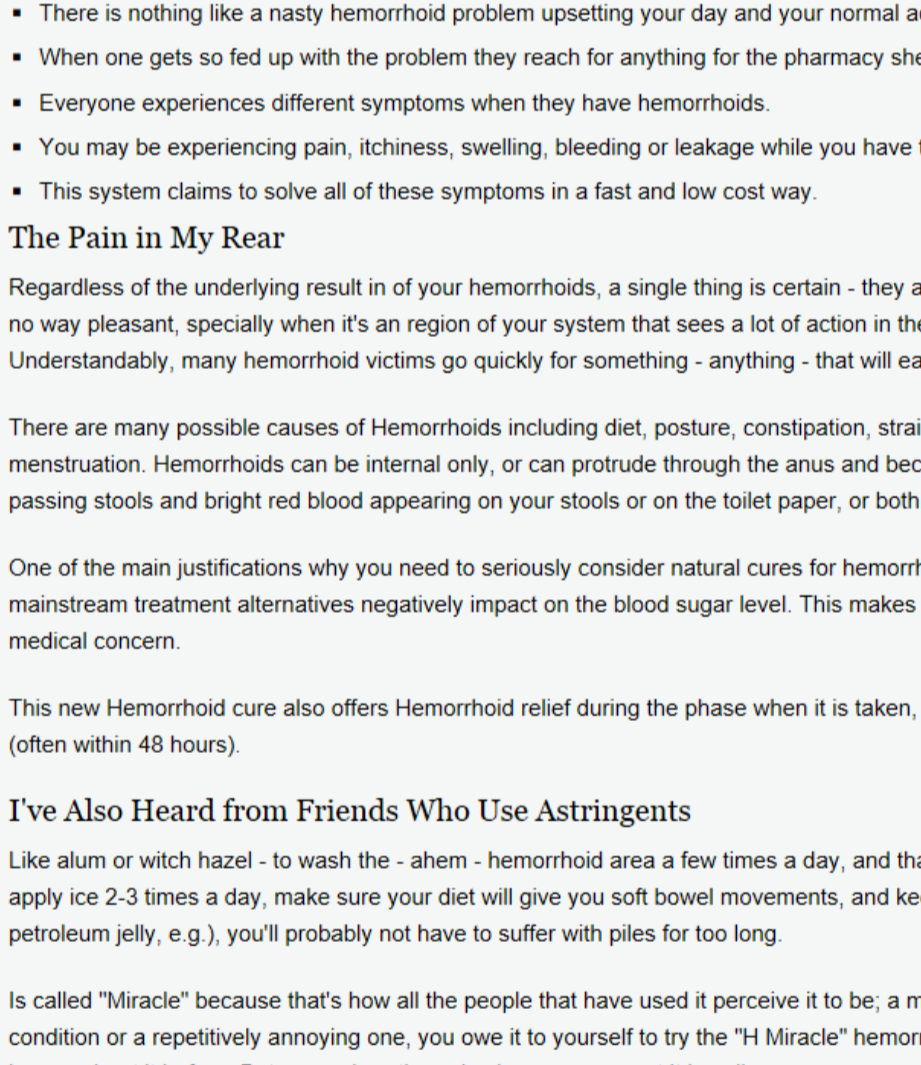 There is nothing like a nasty hemorrhoid problem upsetting your day and your normal
When one gets so fed up with the problem they reach for anything for the pharmacy
Everyone experiences different symptoms when they have hemorrhoids.
You may be experiencing pain, itchiness, swelling, bleeding or leakage while you have
This system claims to solve all of these symptoms in a fast and low cost way.
The Pain in My Rear
Regardless of the underlying result in of your hemorrhoids, a single thing is certain - they
no way pleasant, specially when it's an region of your system that sees a lot of action in
Understandably, many hemorrhoid victims go quickly for something - anything - that will
There are many possible causes of Hemorrhoids including diet, posture, constipation,
menstruation. Hemorrhoids can be internal only, or can protrude through the anus and
passing stools and bright red blood appearing on your stools or on the toilet paper, or both
One of the main justifications why you need to seriously consider natural cures for
mainstream treatment alternatives negatively impact on the blood sugar level. This makes
medical concern.
This new Hemorrhoid cure also offers Hemorrhoid relief during the phase when it is taken,
(often within 48 hours).
I've Also Heard from Friends Who Use Astringents
Like alum or witch hazel - to wash the - ahem - hemorrhoid area a few times a day, and
apply ice 2-3 times a day, make sure your diet will give you soft bowel movements, and
petroleum jelly, e.g.), you'll probably not have to suffer with piles for too long.
Is called "Miracle" because that's how all the people that have used it perceive it to be; a
condition or a repetitively annoying one, you owe it to yourself to try the "H Miracle"